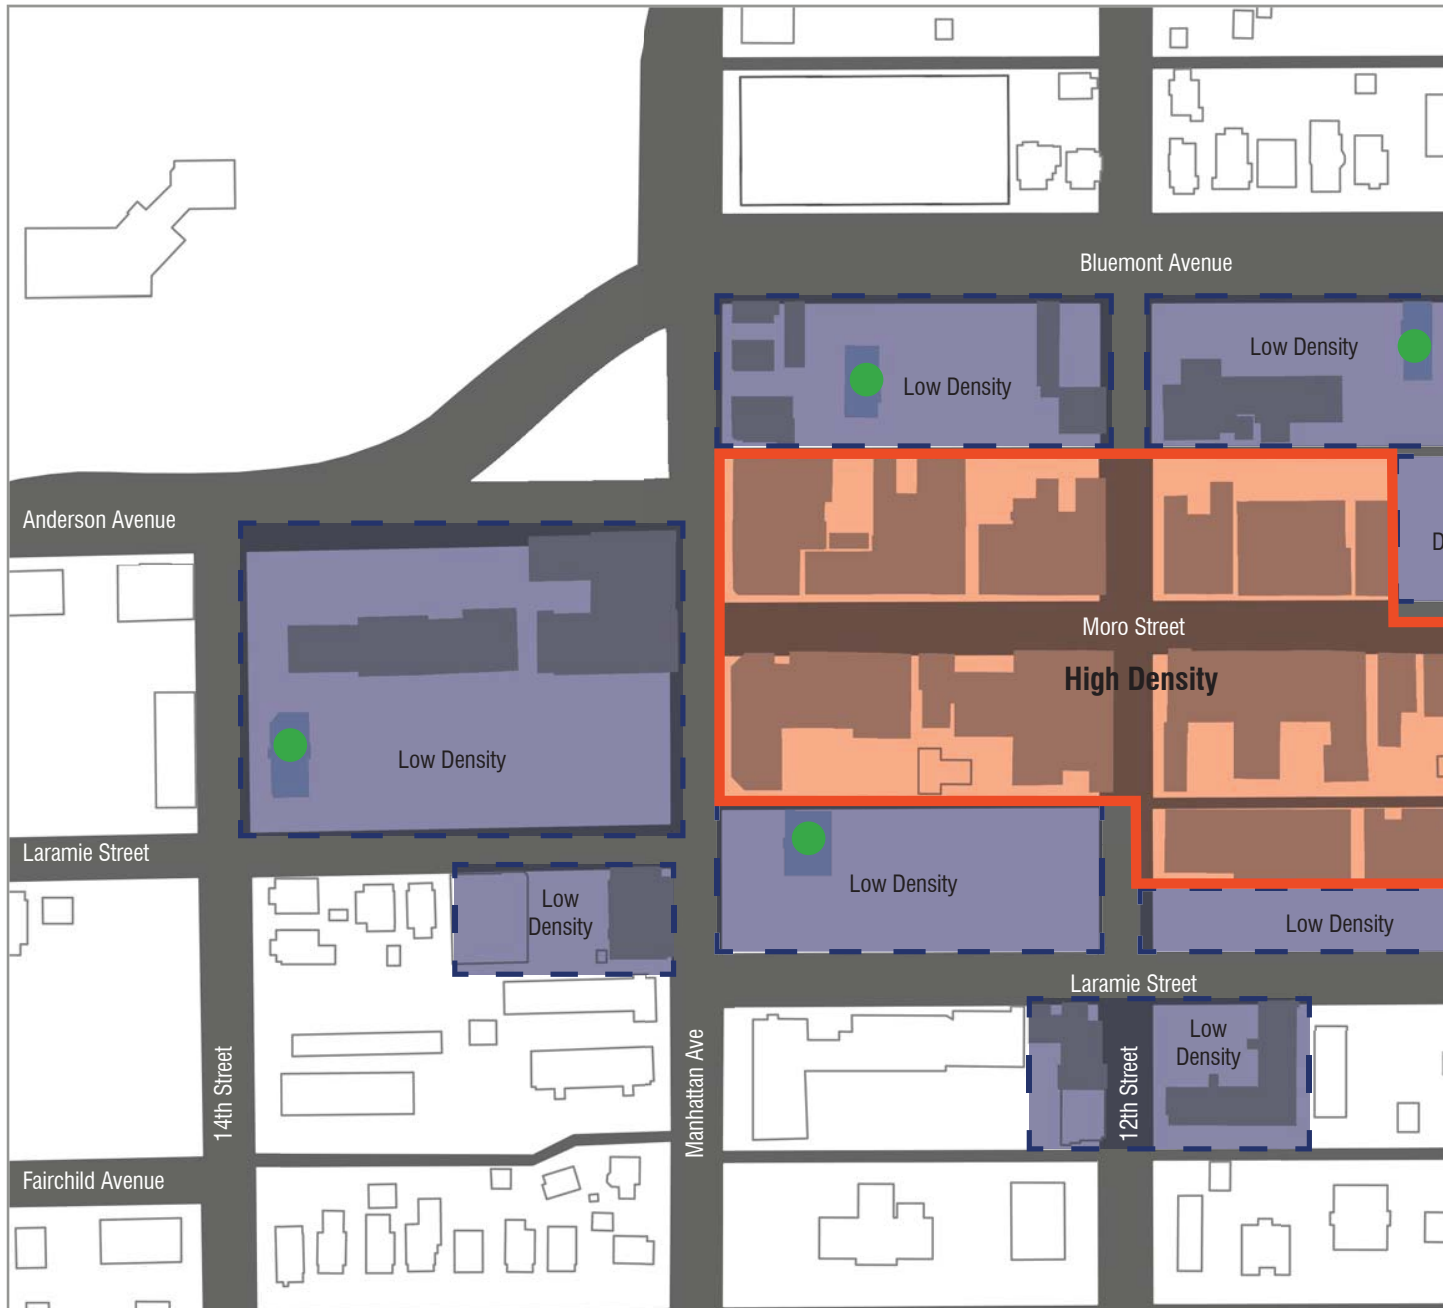 Bluemont Avenue
Low Density
Low Density
Anderson Avenue
D
Moro Street
High Density
Low Density
Laramie Street
Low Density
Low
Density
Low Density
Laramie Street
Low
Density
14th Street
Manhattan Ave
12th Street
Fairchild Avenue